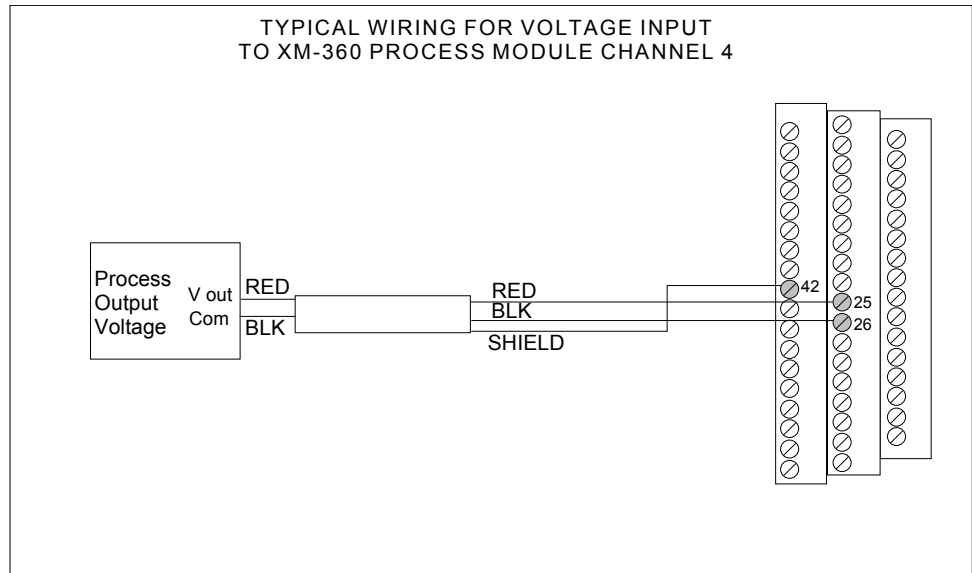 TYPICAL WIRING FOR VOLTAGE INPUT
TO XM-360 PROCESS MODULE CHANNEL 4
Process
Output
Voltage
V out
Com
RED
BLK
RED
BLK
SHIELD
42
25
26